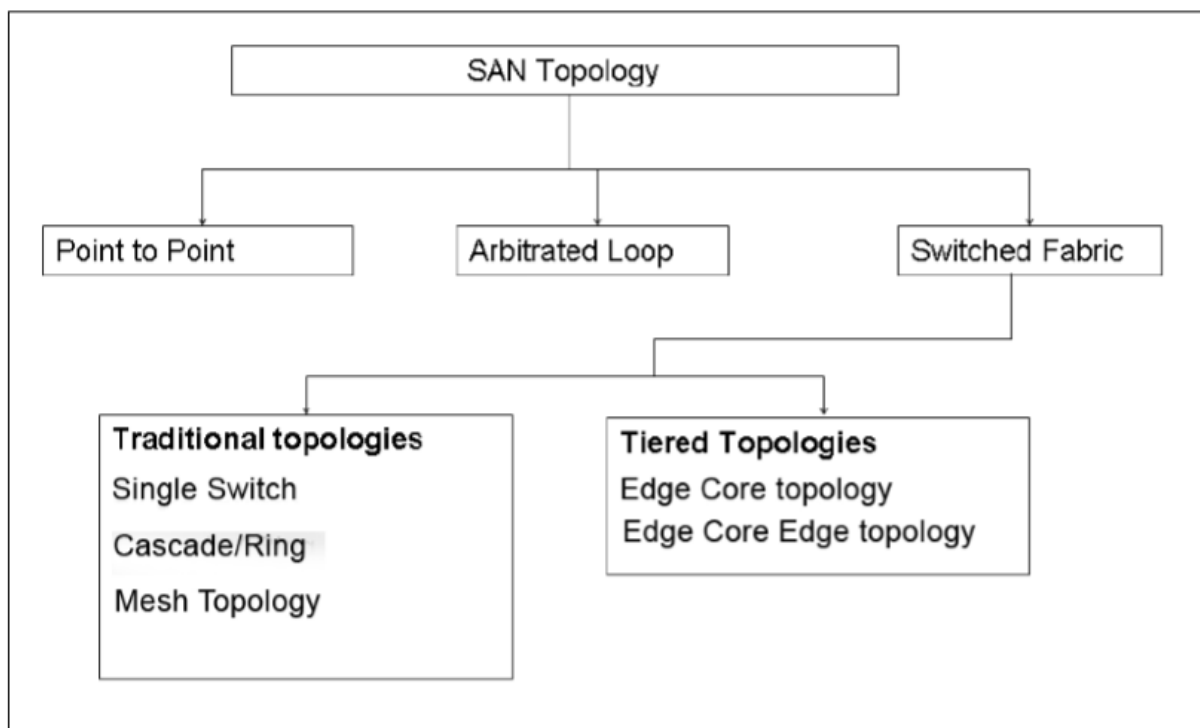 SAN Topology
Point to Point
Arbitrated Loop
Switched Fabric
Traditional topologies
Single Switch
Cascade/Ring
Mesh Topology
Tiered Topologies
Edge Core topology
Edge Core Edge topology